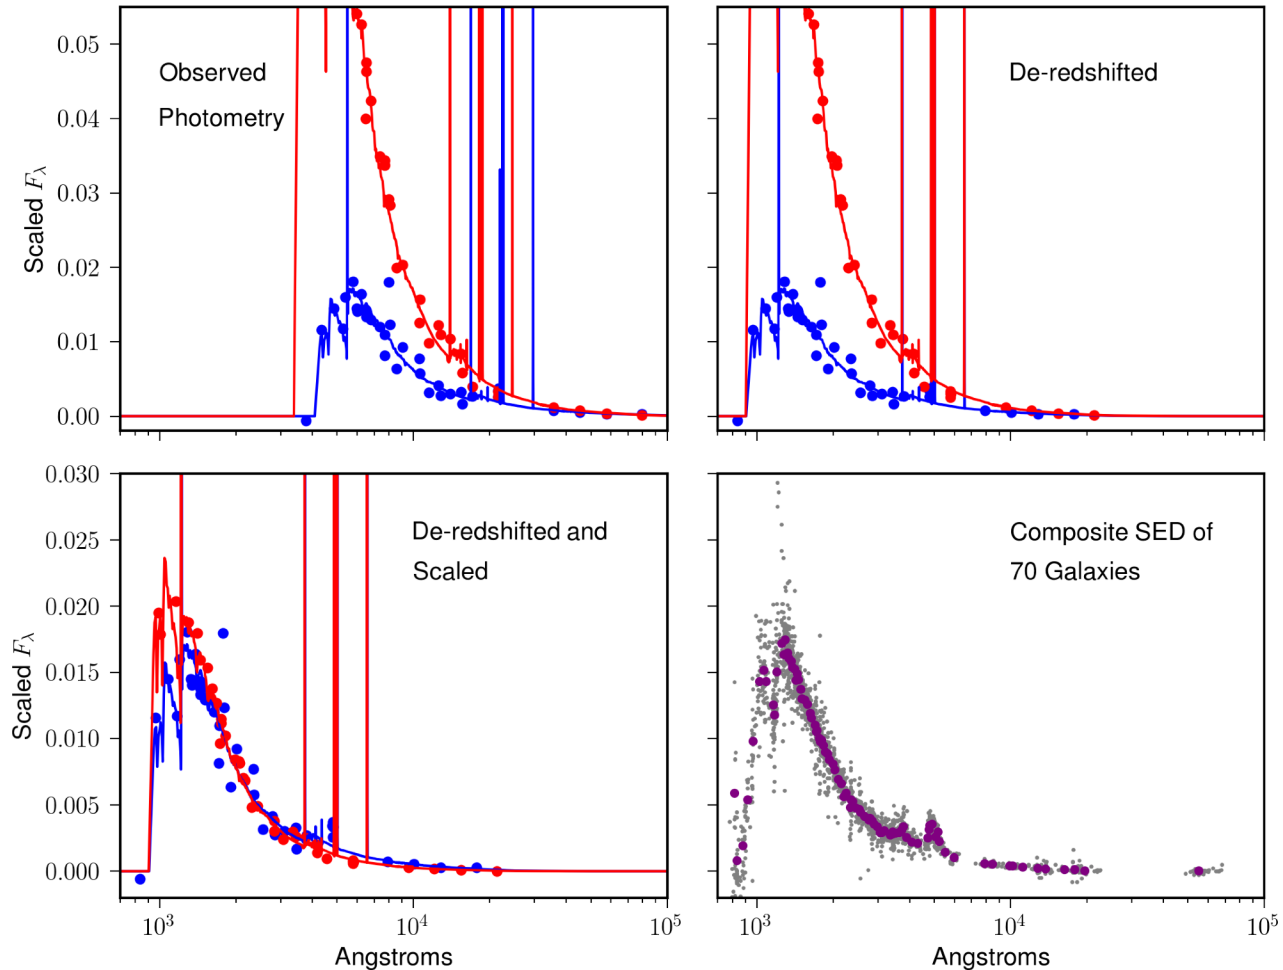 Observed
Photometry
Scaled F_λ
0.05
0.04
0.03
0.02
0.01
0.00
De-redshifted
De-redshifted and
Scaled
Scaled F_λ
0.030
0.025
0.020
0.015
0.010
0.005
0.000
10^3
10^4
10^5
Angstroms
Composite SED of
70 Galaxies
10^3
10^4
10^5
Angstroms